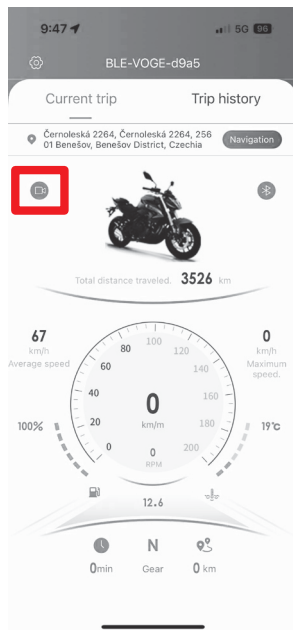 9:47
5G 96
BLE-VOGE-d9a5
Current trip
Trip history
Černoleská 2264, Černoleská 2264, 256
01 Benešov, Benešov District, Czechia
Navigation
Total distance traveled. 3526 km
67
km/h
Average speed
0
km/h
Maximum
speed.
0
20
40
60
80
100
120
140
160
180
200
0
km/m
0
RPM
100%
19℃
12.6
N
0min
Gear
0 km